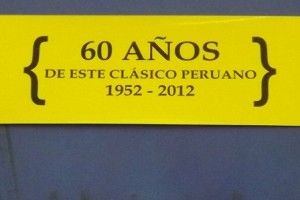 60 AÑOS
DE ESTE CLÁSICO PERUANO
1952 - 2012